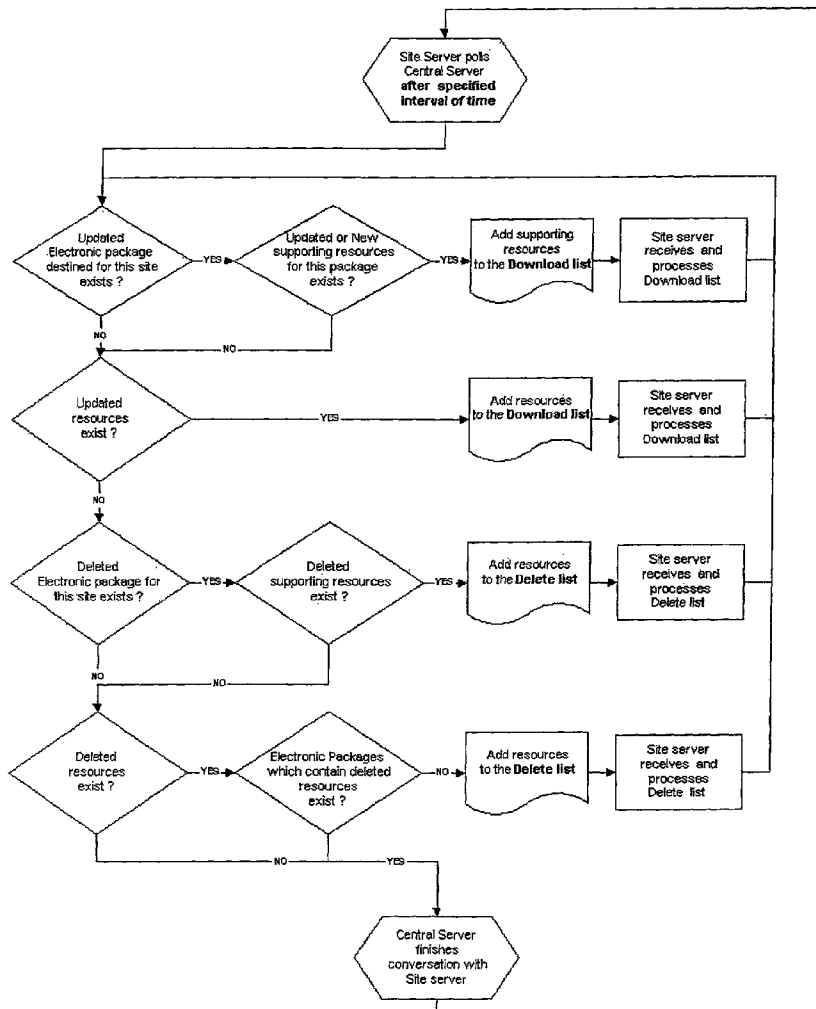 Site Server polls
Central Server
after specified
interval of time
Updated
Electronic package
destined for this site
exists ?
YES
Updated or New
supporting resources
for this package
exists ?
YES
Add supporting
resources
to the Download list
Site server
receives and
processes
Download list
NO
NO
Updated
resources
exist ?
YES
Add resources
to the Download list
Site server
receives and
processes
Download list
NO
Deleted
Electronic package for
this site exists ?
YES
Deleted
supporting resources
exist ?
YES
Add resources
to the Delete list
Site server
receives and
processes
Delete list
NO
NO
Deleted
resources
exist ?
YES
Electronic Packages
which contain deleted
resources
exist ?
NO
Add resources
to the Delete list
Site server
receives and
processes
Delete list
NO
YES
Central Server
finishes
conversation with
Site server